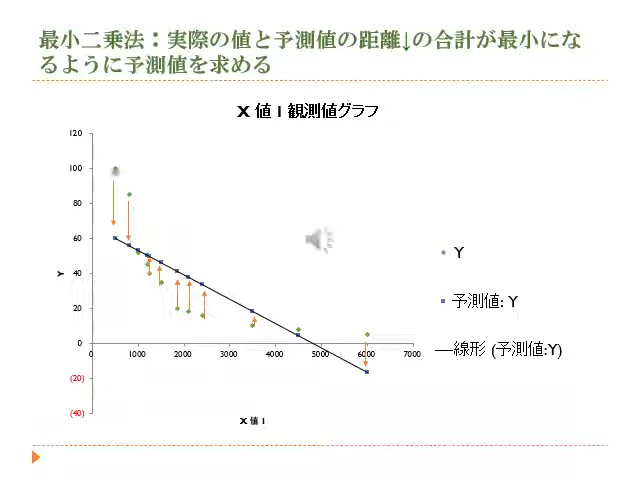 最小二乗法：実際の値と予測値の距離↓の合計が最小にな
るように予測値を求める
X 値 1 観測値グラフ
120
100
80
60
40
20
0
(20)
(40)
0 1000 2000 3000 4000 5000 6000 7000
Y
X 値 1
Y
予測値: Y
線形 (予測値:Y)